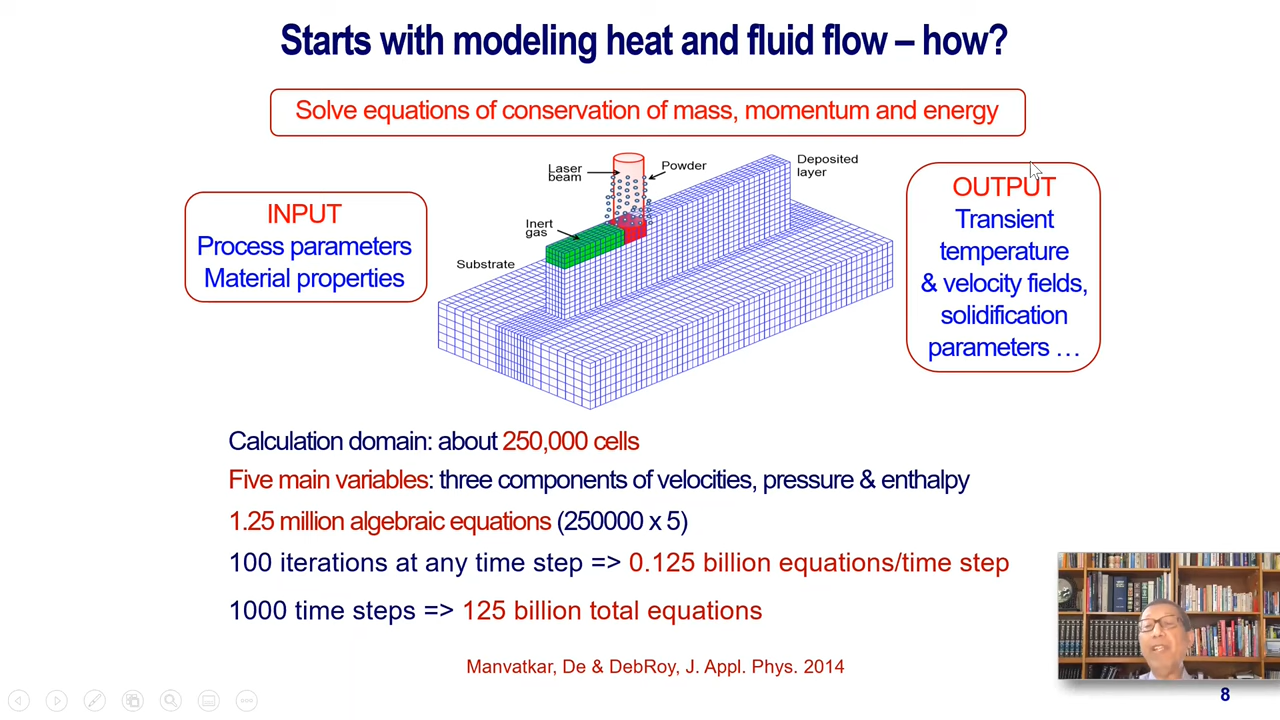 Starts with modeling heat and fluid flow – how?
Solve equations of conservation of mass, momentum and energy
INPUT
Process parameters
Material properties
Laser
beam
Powder
Deposited
layer
Inert
gas
Substrate
OUTPUT
Transient
temperature
& velocity fields,
solidification
parameters …
Calculation domain: about 250,000 cells
Five main variables: three components of velocities, pressure & enthalpy
1.25 million algebraic equations (250000 x 5)
100 iterations at any time step => 0.125 billion equations/time step
1000 time steps => 125 billion total equations
Manvatkar, De & DebRoy, J. Appl. Phys. 2014
8